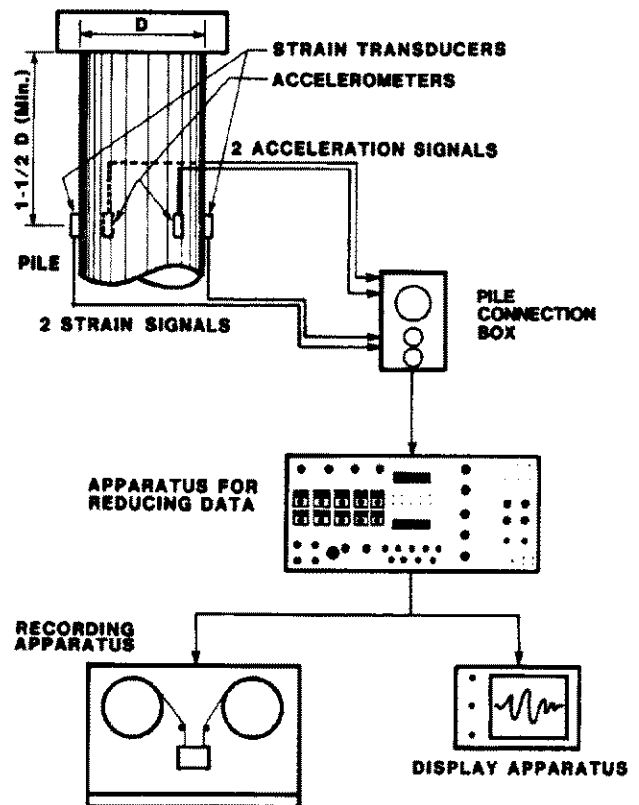 D
STRAIN TRANSDUCERS
ACCELEROMETERS
1-1/2 D (Min.)
2 ACCELERATION SIGNALS
PILE
2 STRAIN SIGNALS
PILE
CONNECTION
BOX
APPARATUS FOR
REDUCING DATA
RECORDING
APPARATUS
DISPLAY APPARATUS